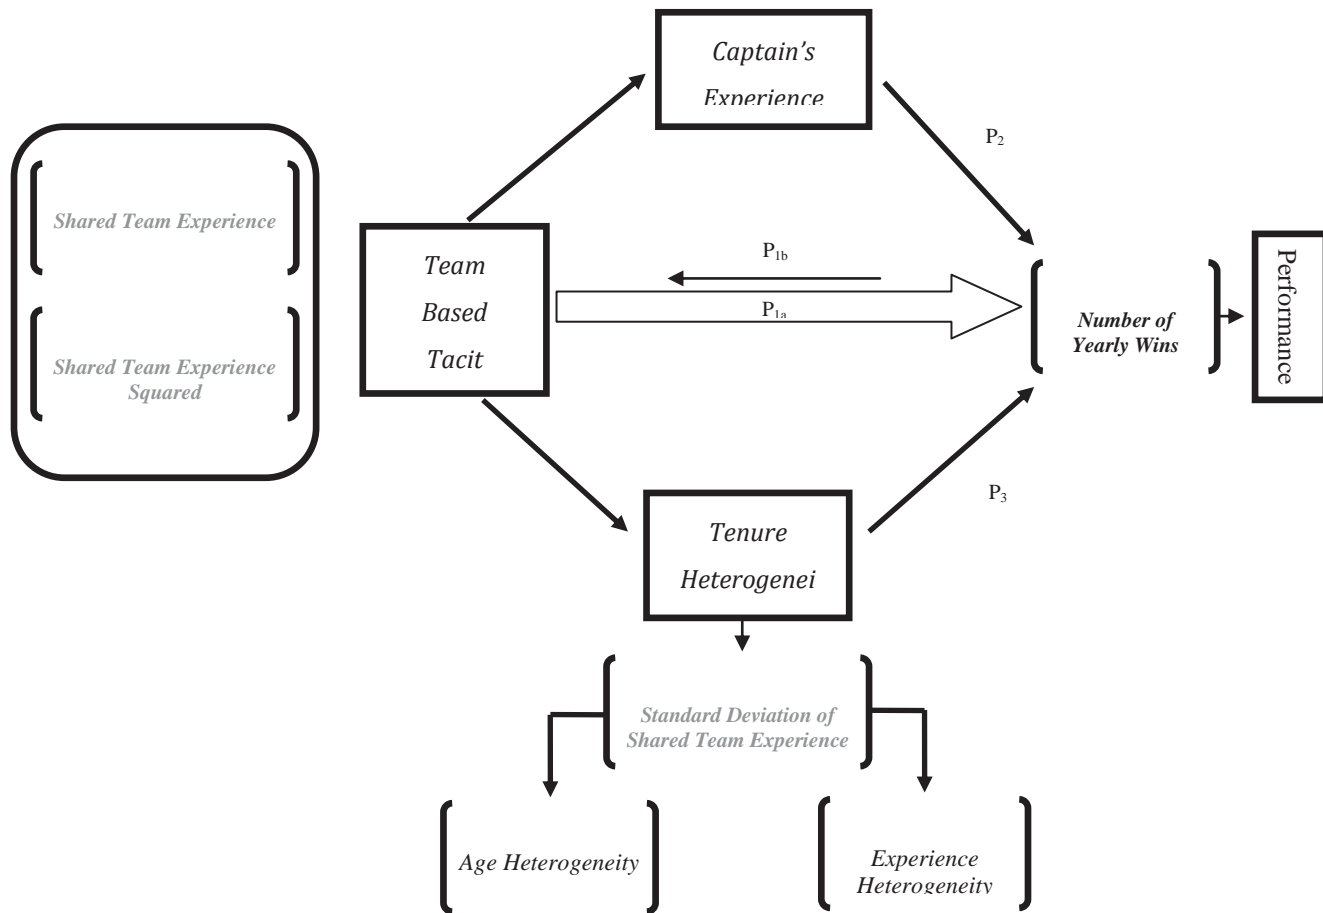 Captain’s
Experience
P2
Shared Team Experience
Shared Team Experience
Squared
Team
Based
Tacit
P1b
P1a
Number of
Yearly Wins
Performance
P3
Tenure
Heterogenei
Standard Deviation of
Shared Team Experience
Age Heterogeneity
Experience
Heterogeneity